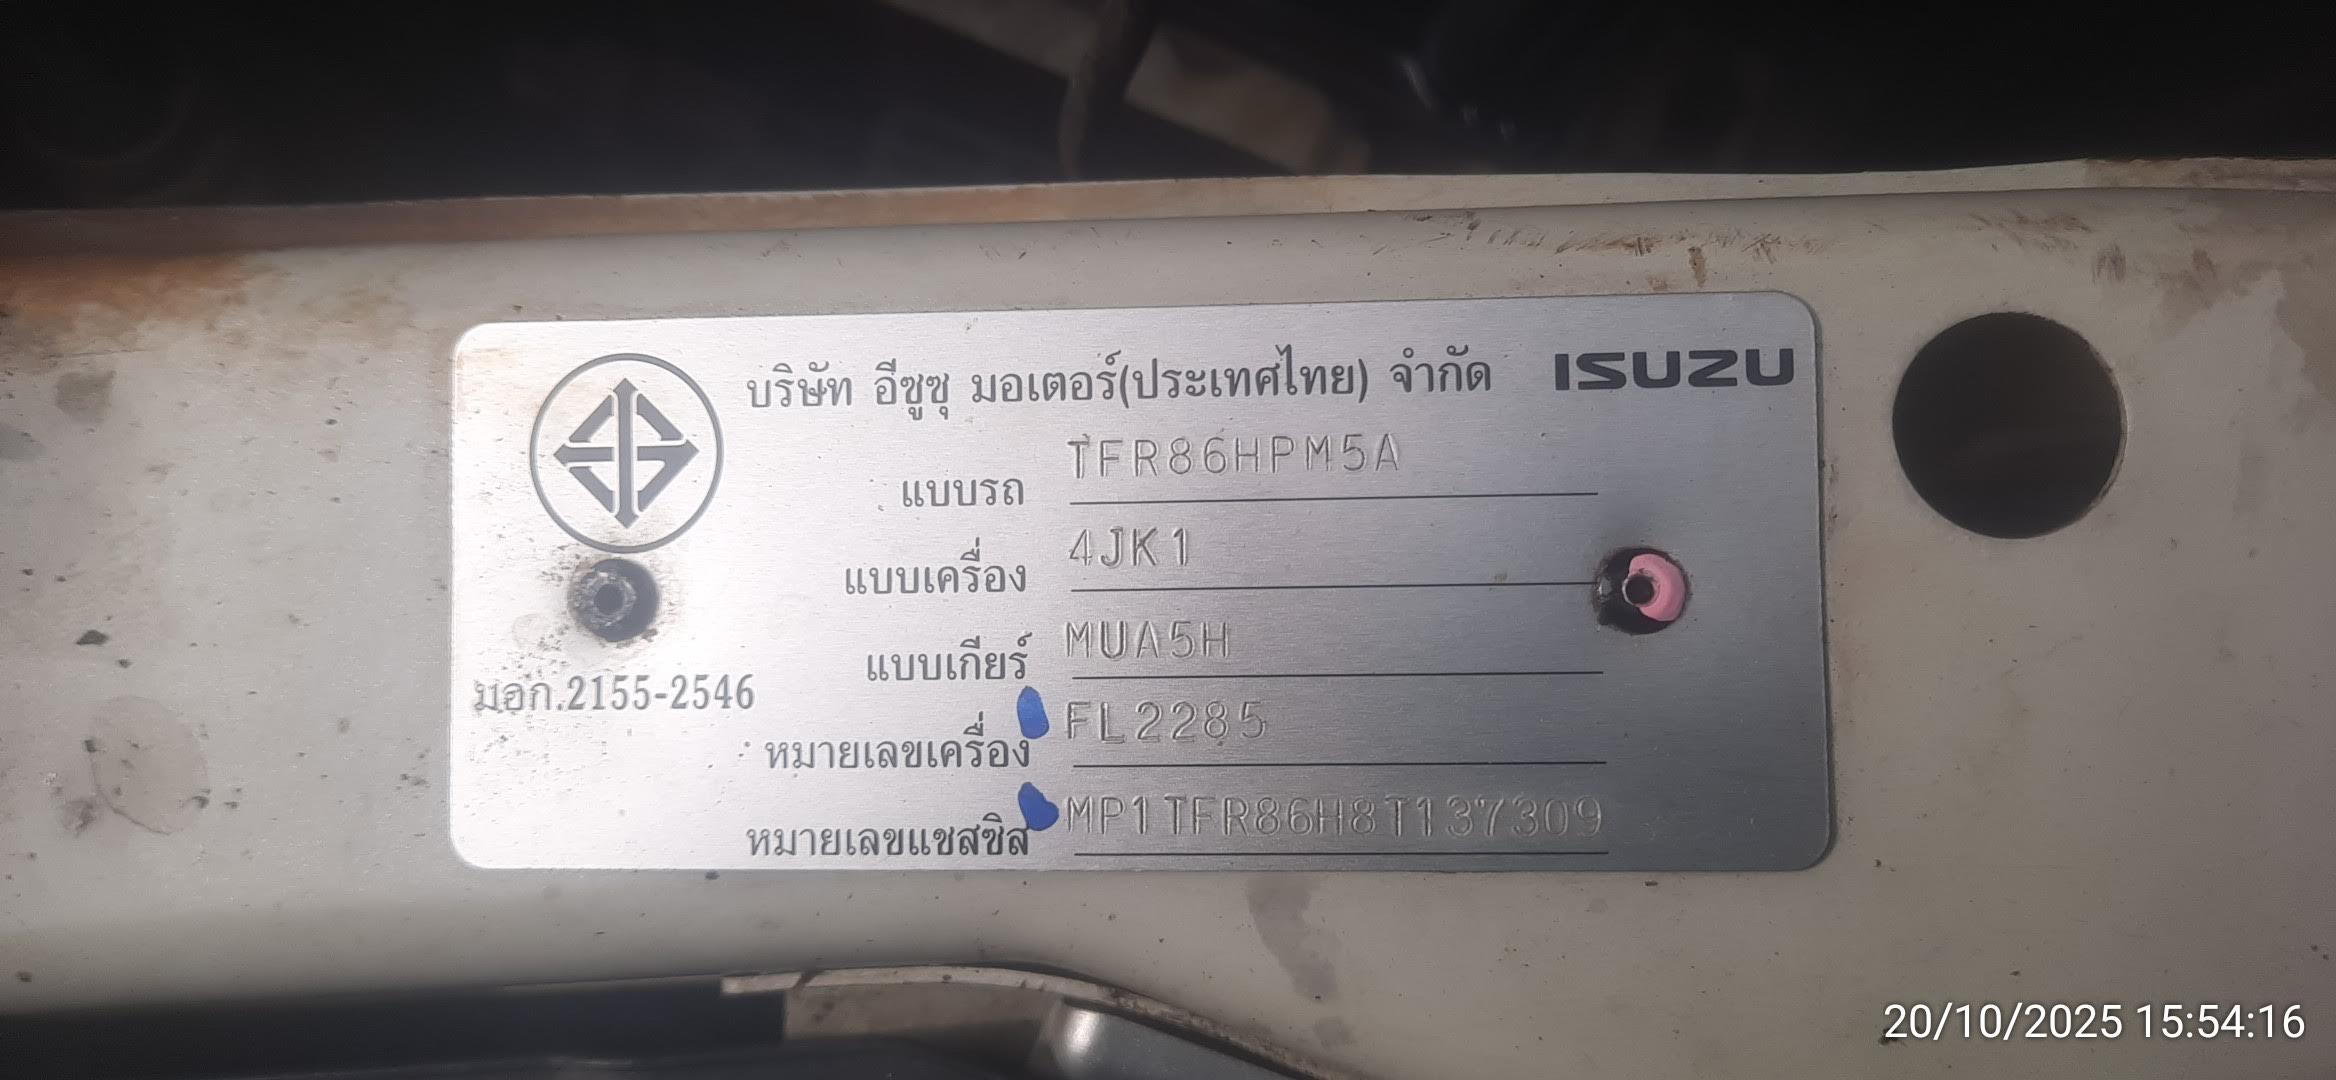 บริษัท อีซูซุ มอเตอร์(ประเทศไทย) จำกัด ISUZU
แบบรถ TFR86HPM5A
แบบเครื่อง 4JK1
แบบเกียร์ MUA5H
มอก.2155-2546
หมายเลขเครื่อง FL2285
หมายเลขแชสซิส MP1TFR86H8T137309
20/10/2025 15:54:16